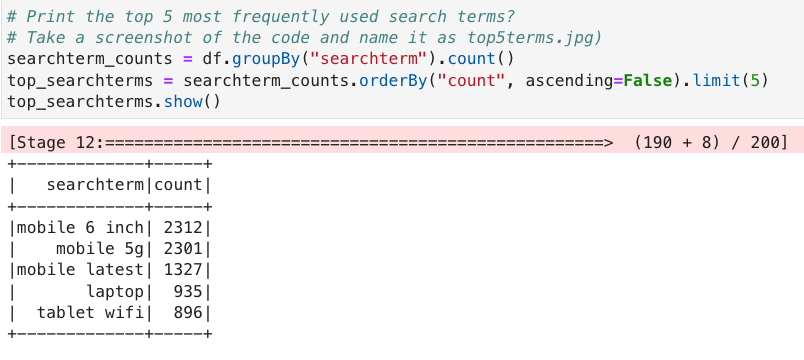 # Print the top 5 most frequently used search terms?
# Take a screenshot of the code and name it as top5terms.jpg)
searchterm_counts = df.groupBy("searchterm").count()
top_searchterms = searchterm_counts.orderBy("count", ascending=False).limit(5)
top_searchterms.show()
[Stage 12:===================================================>  (190 + 8) / 200]
+-------------+-----+
|   searchterm|count|
+-------------+-----+
|mobile 6 inch| 2312|
|    mobile 5g| 2301|
|mobile latest| 1327|
|       laptop|  935|
|  tablet wifi|  896|
+-------------+-----+